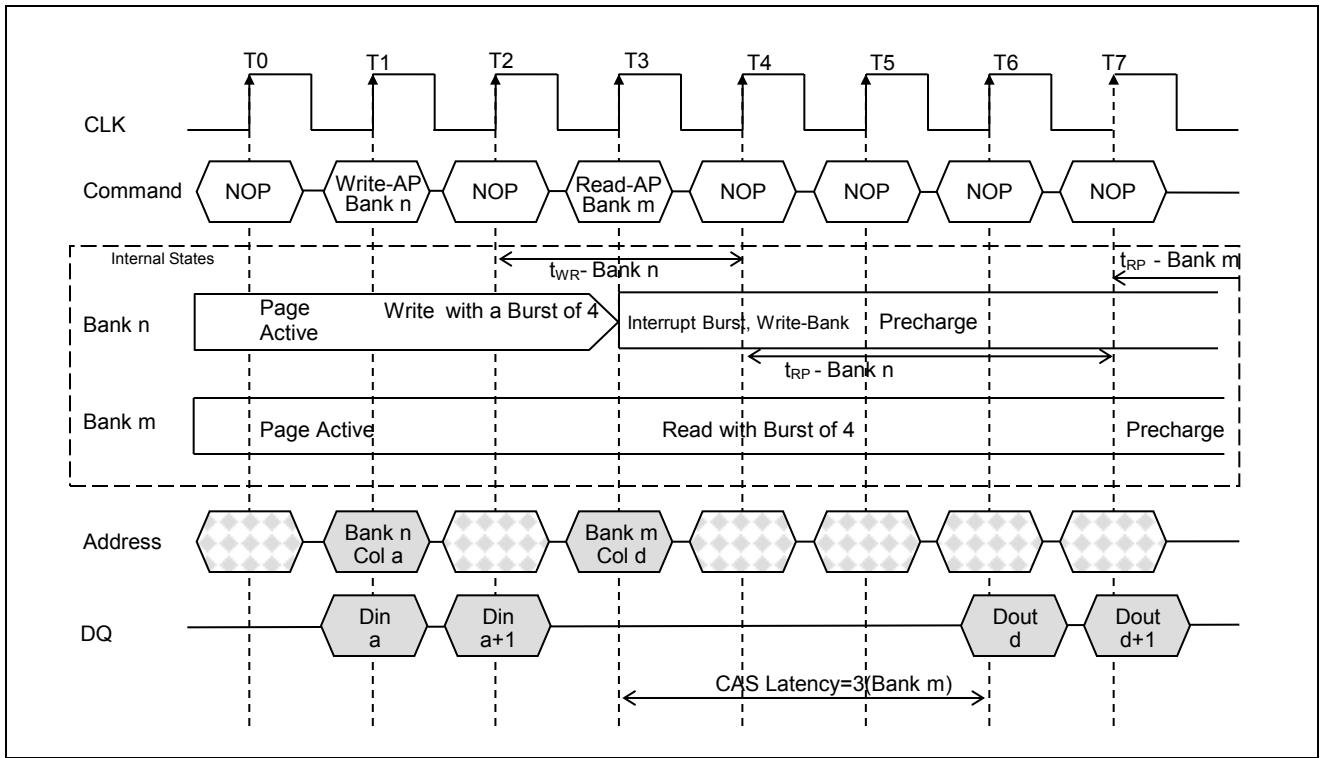 T0 T1 T2 T3 T4 T5 T6 T7
CLK
Command NOP Write-AP Bank n NOP Read-AP Bank m NOP NOP NOP NOP
Internal States
tWR- Bank n
tRP - Bank m
Bank n
Page Active
Write with a Burst of 4
Interrupt Burst, Write-Bank
Precharge
tRP - Bank n
Bank m
Page Active
Read with Burst of 4
Precharge
Address
Bank n
Col a
Bank m
Col d
DQ
Din
a
Din
a+1
Dout
d
Dout
d+1
CAS Latency=3(Bank m)